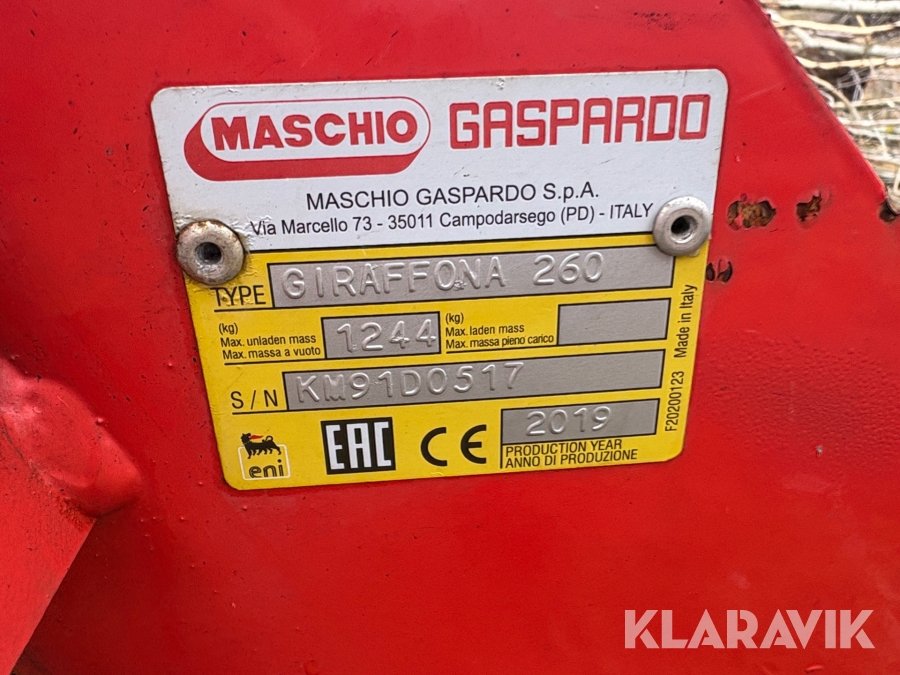 MASCHIO GASPARDO
MASCHIO GASPARDO S.p.A.
Via Marcello 73 - 35011 Campodarsego (PD) - ITALY
TYPE GIRAFFONA 260
(kg)
Max. unladen mass
Max. massa a vuoto
1244
(kg)
Max. laden mass
Max. massa pieno carico
S/N KM91D0517
eni
EAC
CE
2019
PRODUCTION YEAR
ANNO DI PRODUZIONE
F20200123 Made in Italy
KLARAVIK